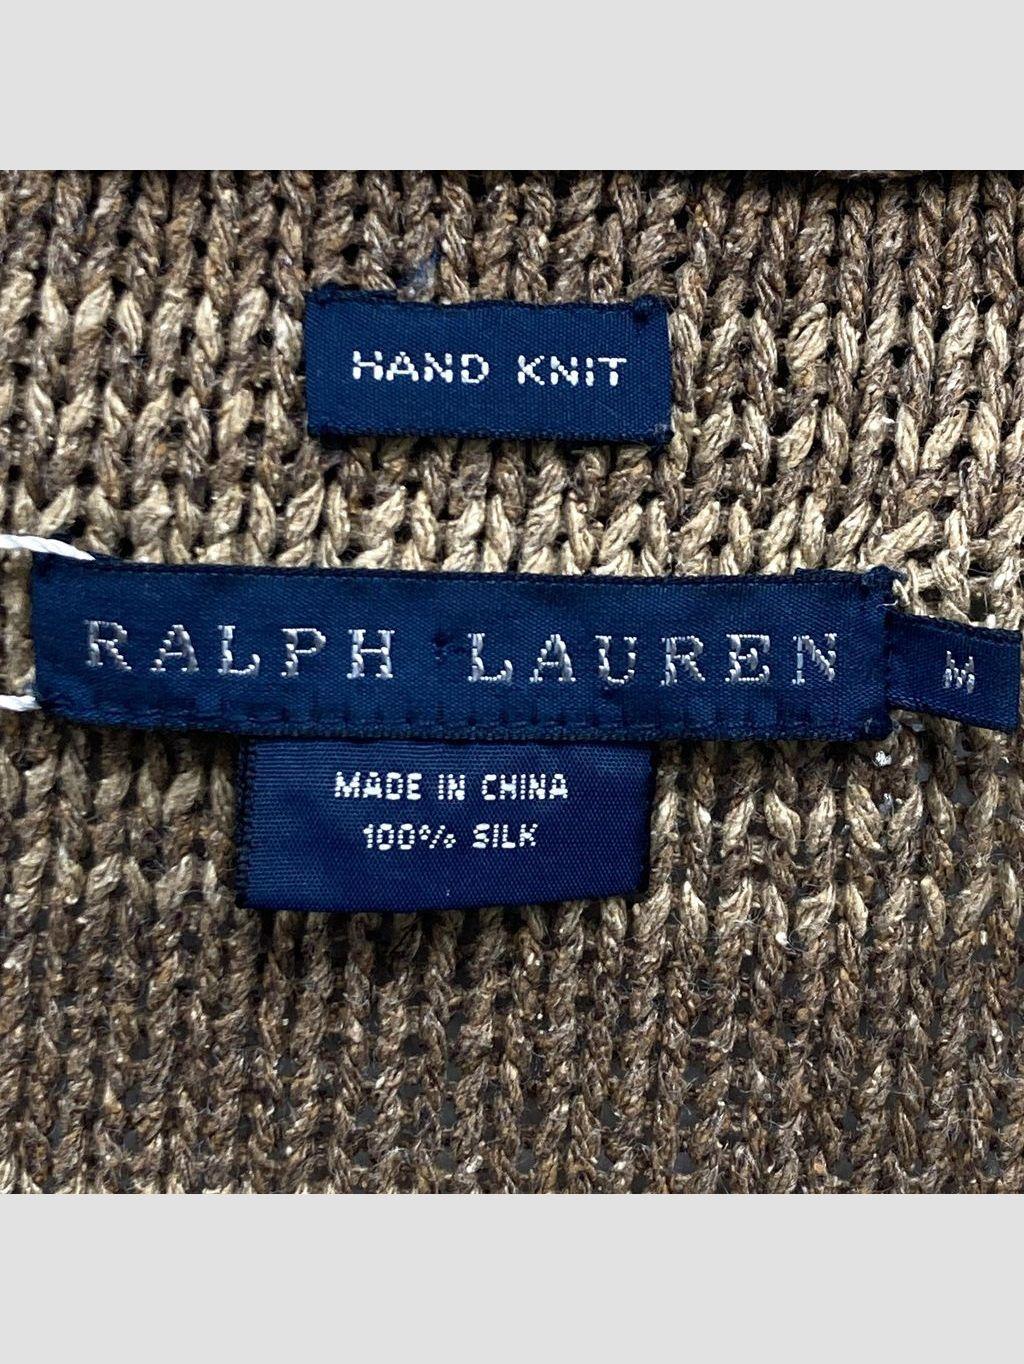 HAND KNIT
RALPH LAUREN
M
MADE IN CHINA
100% SILK